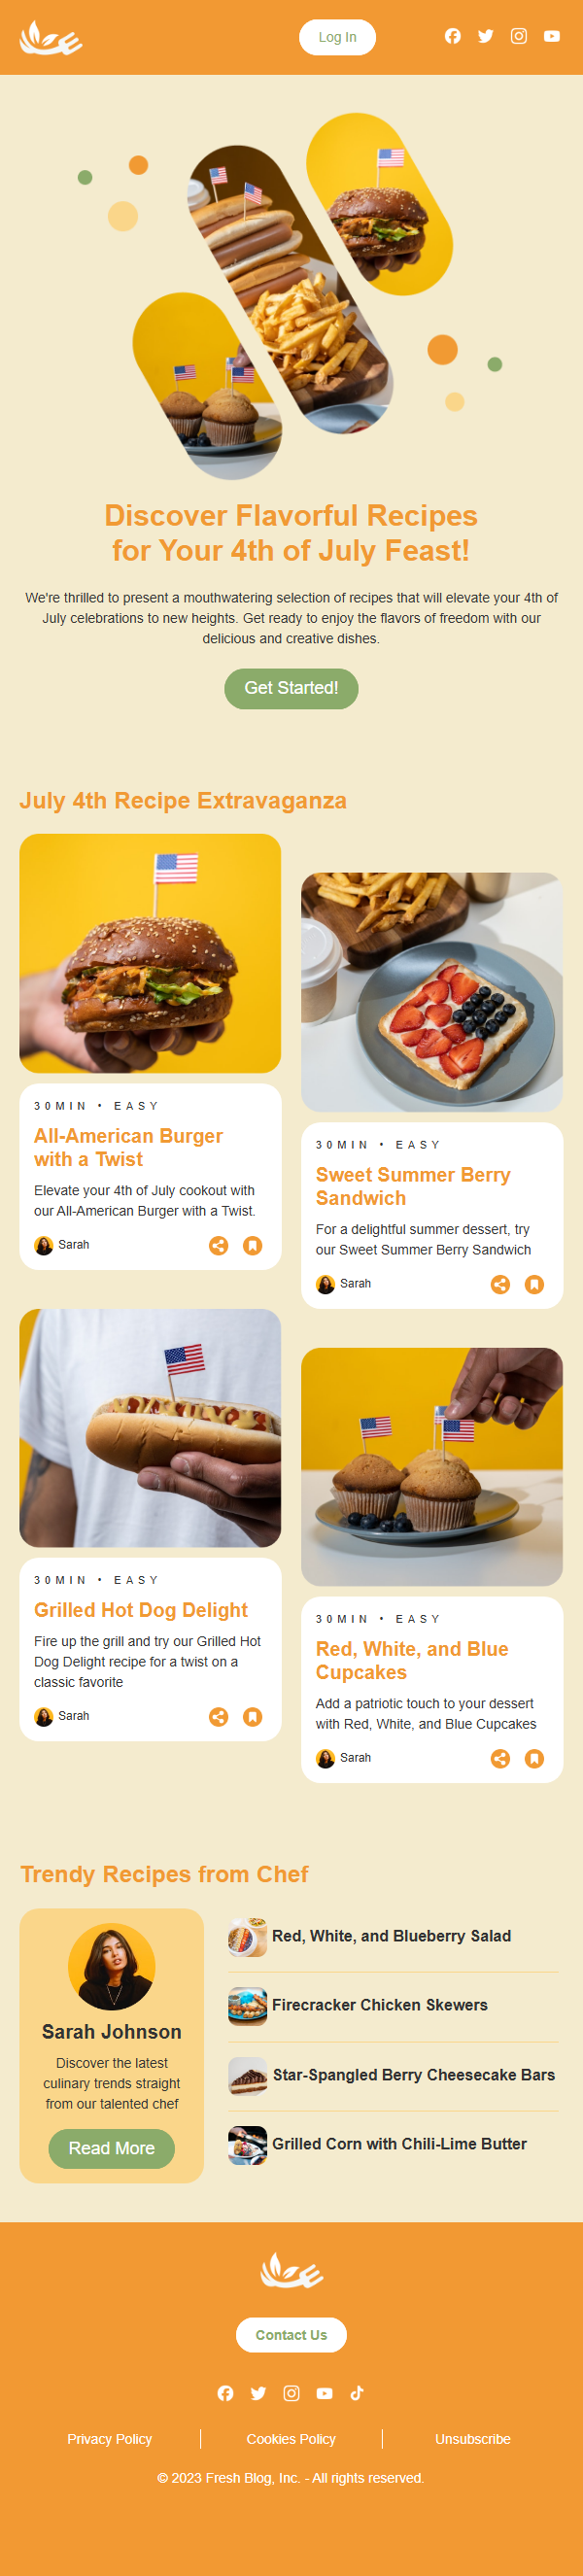 Log In
Discover Flavorful Recipes
for Your 4th of July Feast!
We're thrilled to present a mouthwatering selection of recipes that will elevate your 4th of
July celebrations to new heights. Get ready to enjoy the flavors of freedom with our
delicious and creative dishes.
Get Started!
July 4th Recipe Extravaganza
30MIN • EASY
All-American Burger
with a Twist
Elevate your 4th of July cookout with
our All-American Burger with a Twist.
Sarah
30MIN • EASY
Sweet Summer Berry
Sandwich
For a delightful summer dessert, try
our Sweet Summer Berry Sandwich
Sarah
30MIN • EASY
Grilled Hot Dog Delight
Fire up the grill and try our Grilled Hot
Dog Delight recipe for a twist on a
classic favorite
Sarah
30MIN • EASY
Red, White, and Blue
Cupcakes
Add a patriotic touch to your dessert
with Red, White, and Blue Cupcakes
Sarah
Trendy Recipes from Chef
Sarah Johnson
Discover the latest
culinary trends straight
from our talented chef
Read More
Red, White, and Blueberry Salad
Firecracker Chicken Skewers
Star-Spangled Berry Cheesecake Bars
Grilled Corn with Chili-Lime Butter
Contact Us
Privacy Policy
Cookies Policy
Unsubscribe
© 2023 Fresh Blog, Inc. - All rights reserved.